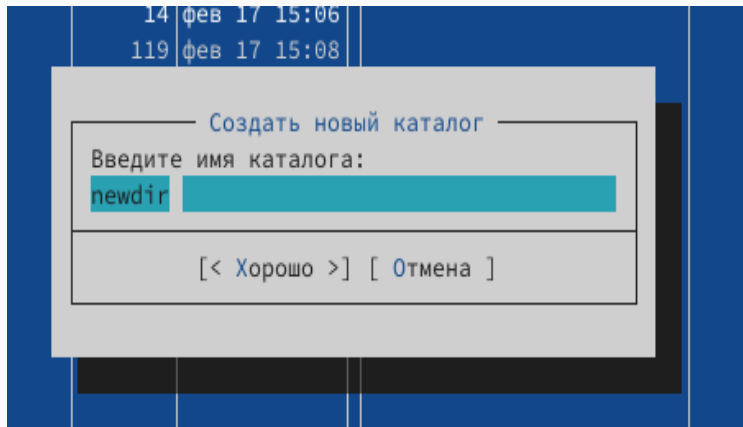 14 фев 17 15:06
119 фев 17 15:08
Создать новый каталог
Введите имя каталога:
newdir
[< Хорошо >] [ Отмена ]